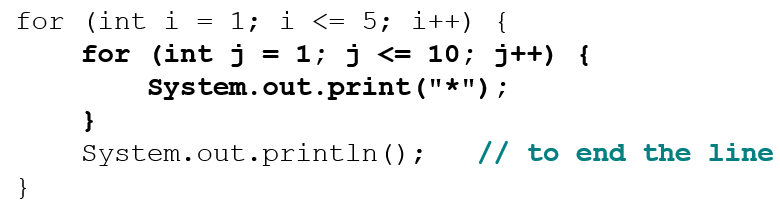 for (int i = 1; i <= 5; i++) {
    for (int j = 1; j <= 10; j++) {
        System.out.print("*");
    }
    System.out.println();   // to end the line
}